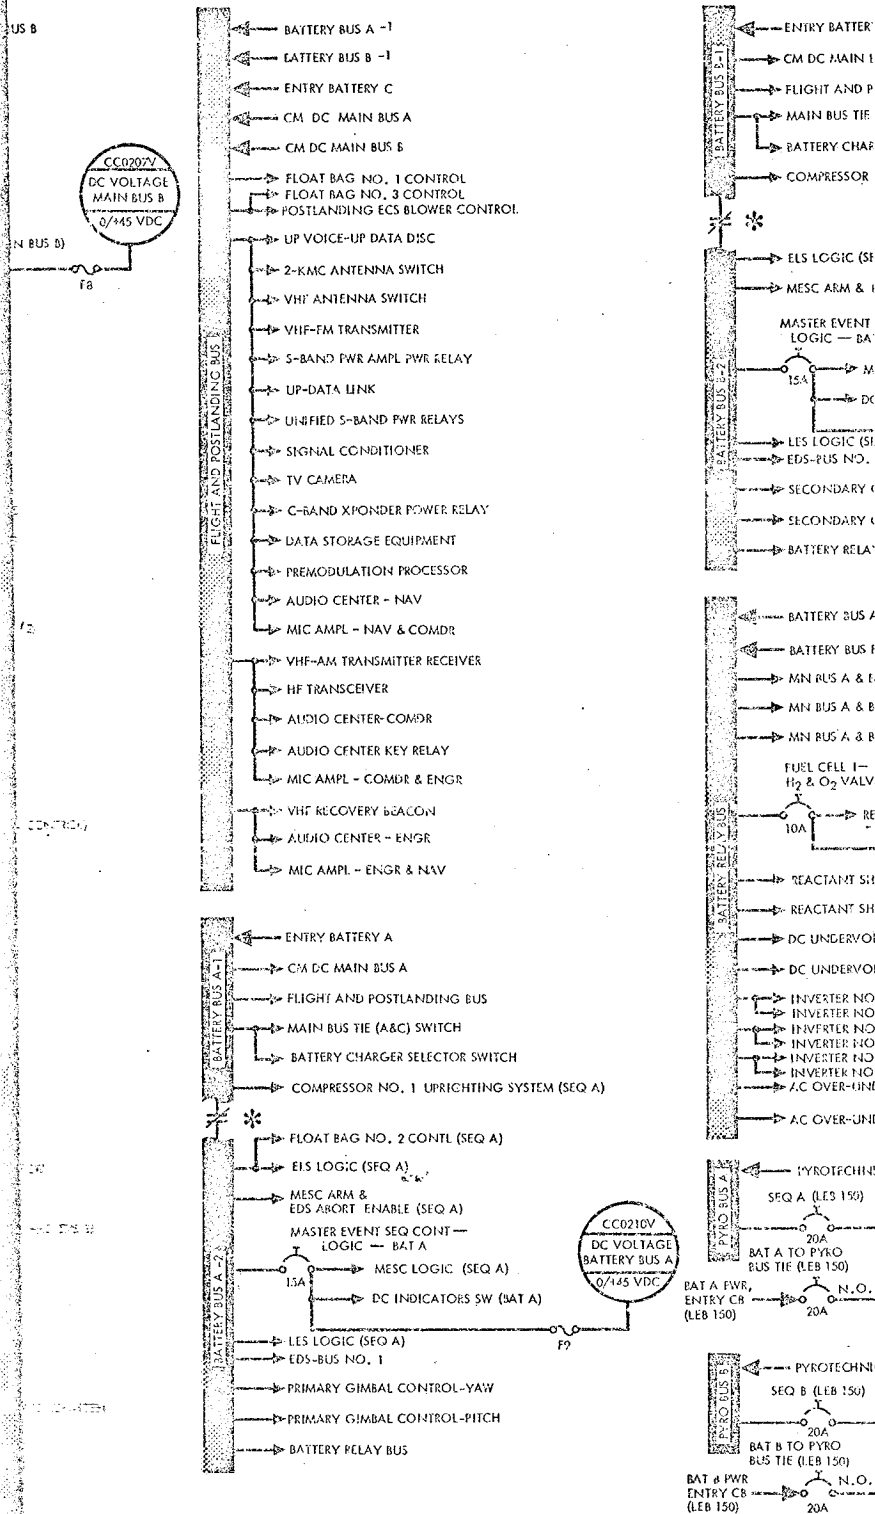 US B
CC0207V
DC VOLTAGE
MAIN BUS B
0/+45 VDC
N BUS B)
F8
FLIGHT AND POSTLANDING BUS
BATTERY BUS A -1
BATTERY BUS B -1
ENTRY BATTERY C
CM DC MAIN BUS A
CM DC MAIN BUS B
FLOAT BAG NO. 1 CONTROL
FLOAT BAG NO. 3 CONTROL
POSTLANDING ECS BLOWER CONTROL
UP VOICE-UP DATA DISC
2-KMC ANTENNA SWITCH
VHF ANTENNA SWITCH
VHF-FM TRANSMITTER
S-BAND PWR AMPL PWR RELAY
UP-DATA LINK
UNIFIED S-BAND PWR RELAYS
SIGNAL CONDITIONER
TV CAMERA
C-BAND XPONDER POWER RELAY
DATA STORAGE EQUIPMENT
PREMODULATION PROCESSOR
AUDIO CENTER - NAV
MIC AMPL - NAV & COMDR
VHF-AM TRANSMITTER RECEIVER
HF TRANSCEIVER
AUDIO CENTER-COMDR
AUDIO CENTER KEY RELAY
MIC AMPL - COMDR & ENGR
VHF RECOVERY BEACON
AUDIO CENTER - ENGR
MIC AMPL - ENGR & NAV
BATTERY BUS A-1
ENTRY BATTERY A
CM DC MAIN BUS A
FLIGHT AND POSTLANDING BUS
MAIN BUS TIE (A&C) SWITCH
BATTERY CHARGER SELECTOR SWITCH
COMPRESSOR NO. 1 UPRIGHTING SYSTEM (SEQ A)
*
BATTERY BUS A -2
FLOAT BAG NO. 2 CONTL (SEQ A)
ELS LOGIC (SEQ A)
MESC ARM &
EDS ABORT ENABLE (SEQ A)
MASTER EVENT SEQ CONT—
LOGIC — BAT A
15A
MESC LOGIC (SEQ A)
DC INDICATORS SW (BAT A)
CC0210V
DC VOLTAGE
BATTERY BUS A
0/+45 VDC
F9
LES LOGIC (SEQ A)
EDS-BUS NO. 1
PRIMARY GIMBAL CONTROL-YAW
PRIMARY GIMBAL CONTROL-PITCH
BATTERY RELAY BUS
BATTERY BUS B-1
ENTRY BATTER
CM DC MAIN
FLIGHT AND P
MAIN BUS TIE
BATTERY CHAR
COMPRESSOR
*
BATTERY BUS B-2
ELS LOGIC (SE
MESC ARM &
MASTER EVENT
LOGIC — BA
15A
M
DC
LES LOGIC (SE
EDS-BUS NO.
SECONDARY
SECONDARY
BATTERY RELA
BATTERY RELAY BUS
BATTERY BUS A
BATTERY BUS
MN BUS A &
MN BUS A & B
MN BUS A & B
FUEL CELL 1—
H2 & O2 VALV
10A
RE
REACTANT SH
REACTANT SH
DC UNDERVO
DC UNDERVO
INVERTER NO
INVERTER NO
INVERTER NO
INVERTER NO
INVERTER NO
INVERTER NO
AC OVER-UND
AC OVER-UND
PYRO BUS A
PYROTECHNI
SEQ A (LEB 150)
20A
BAT A TO PYRO
BUS TIE (LEB 150)
BAT A PWR,
ENTRY CB
(LEB 150)
N.O.
20A
PYRO BUS B
PYROTECHNI
SEQ B (LEB 150)
20A
BAT B TO PYRO
BUS TIE (LEB 150)
BAT B PWR
ENTRY CB
(LEB 150)
N.O.
20A